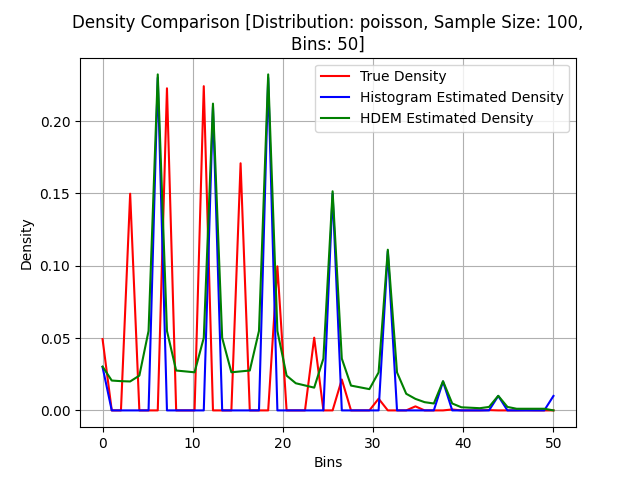 Density Comparison [Distribution: poisson, Sample Size: 100,
Bins: 50]
True Density
Histogram Estimated Density
HDEM Estimated Density
Density
0.20
0.15
0.10
0.05
0.00
0 10 20 30 40 50
Bins